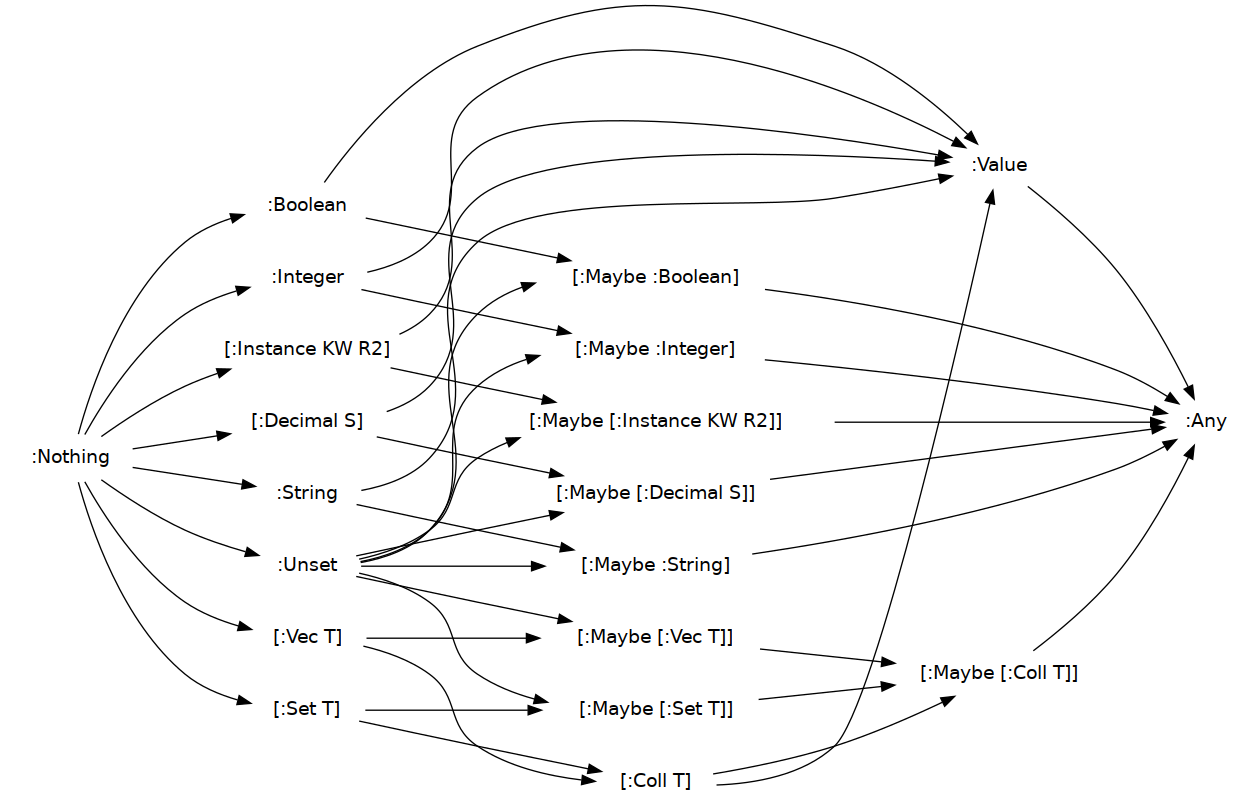 :Nothing
:Boolean
:Integer
[:Instance KW R2]
[:Decimal S]
:String
:Unset
[:Vec T]
[:Set T]
[:Maybe :Boolean]
[:Maybe :Integer]
[:Maybe [:Instance KW R2]]
[:Maybe [:Decimal S]]
[:Maybe :String]
[:Maybe [:Vec T]]
[:Maybe [:Set T]]
[:Coll T]
:Value
[:Maybe [:Coll T]]
:Any